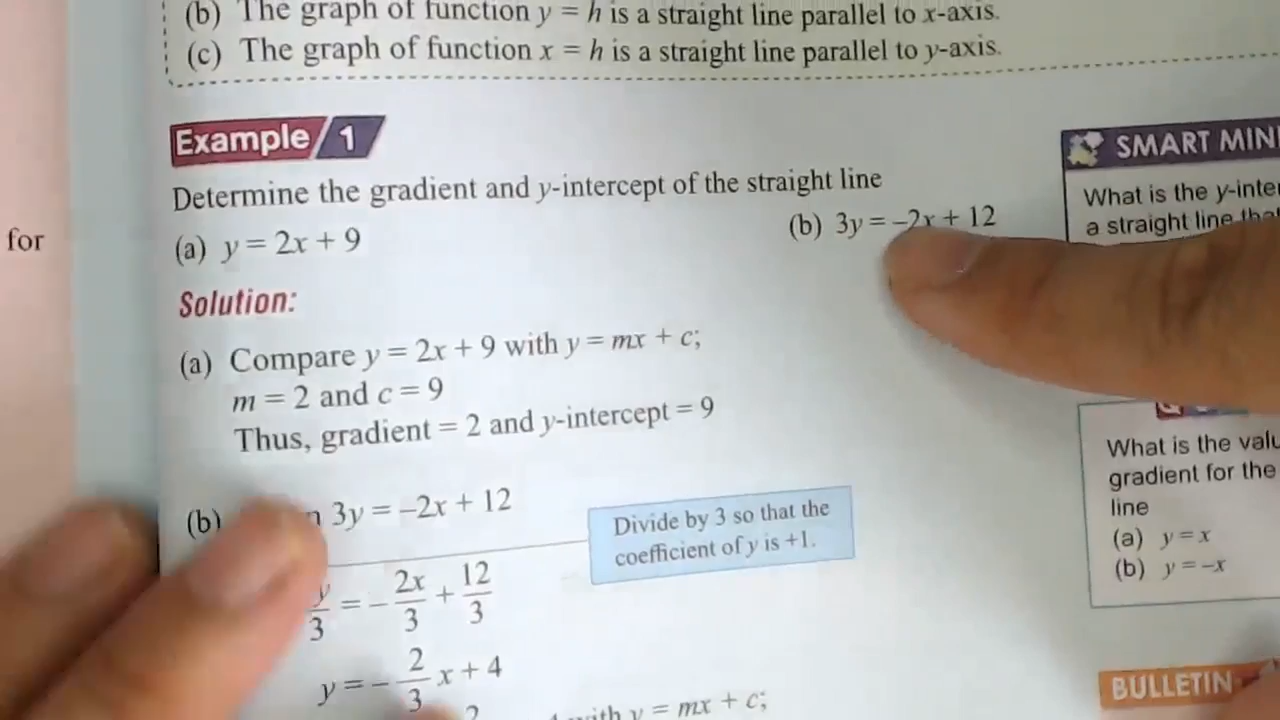 (b) The graph of function y = h is a straight line parallel to x-axis.
(c) The graph of function x = h is a straight line parallel to y-axis.
Example 1
Determine the gradient and y-intercept of the straight line
(a) y = 2x + 9
(b) 3y = –2x + 12
Solution:
(a) Compare y = 2x + 9 with y = mx + c;
m = 2 and c = 9
Thus, gradient = 2 and y-intercept = 9
(b) 3y = –2x + 12
Divide by 3 so that the
coefficient of y is +1.
y/3 = – 2x/3 + 12/3
y = – 2/3 x + 4
with y = mx + c;
for
SMART
What is the
a straight line
What is the
gradient for the
line
(a) y = x
(b) y = –x
BULLETIN